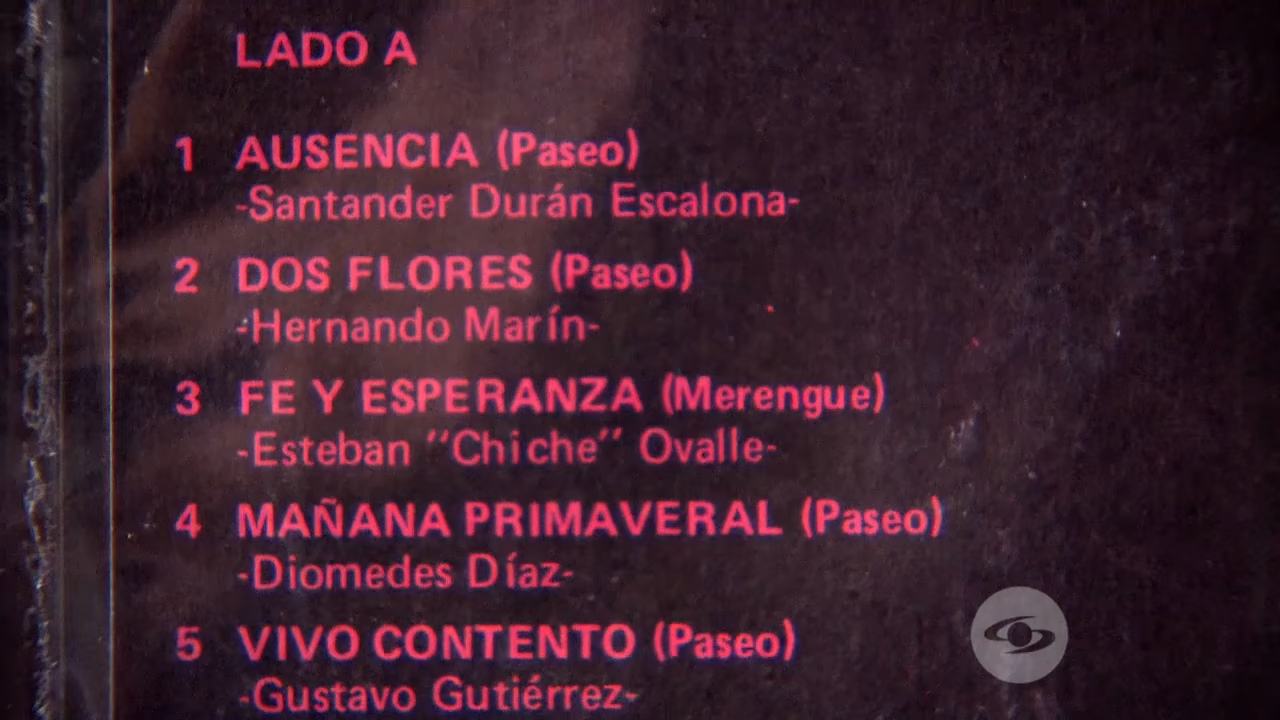 LADO A
1 AUSENCIA (Paseo)
-Santander Durán Escalona-
2 DOS FLORES (Paseo)
-Hernando Marín-
3 FE Y ESPERANZA (Merengue)
-Esteban "Chiche" Ovalle-
4 MAÑANA PRIMAVERAL (Paseo)
-Diomedes Díaz-
5 VIVO CONTENTO (Paseo)
-Gustavo Gutiérrez-